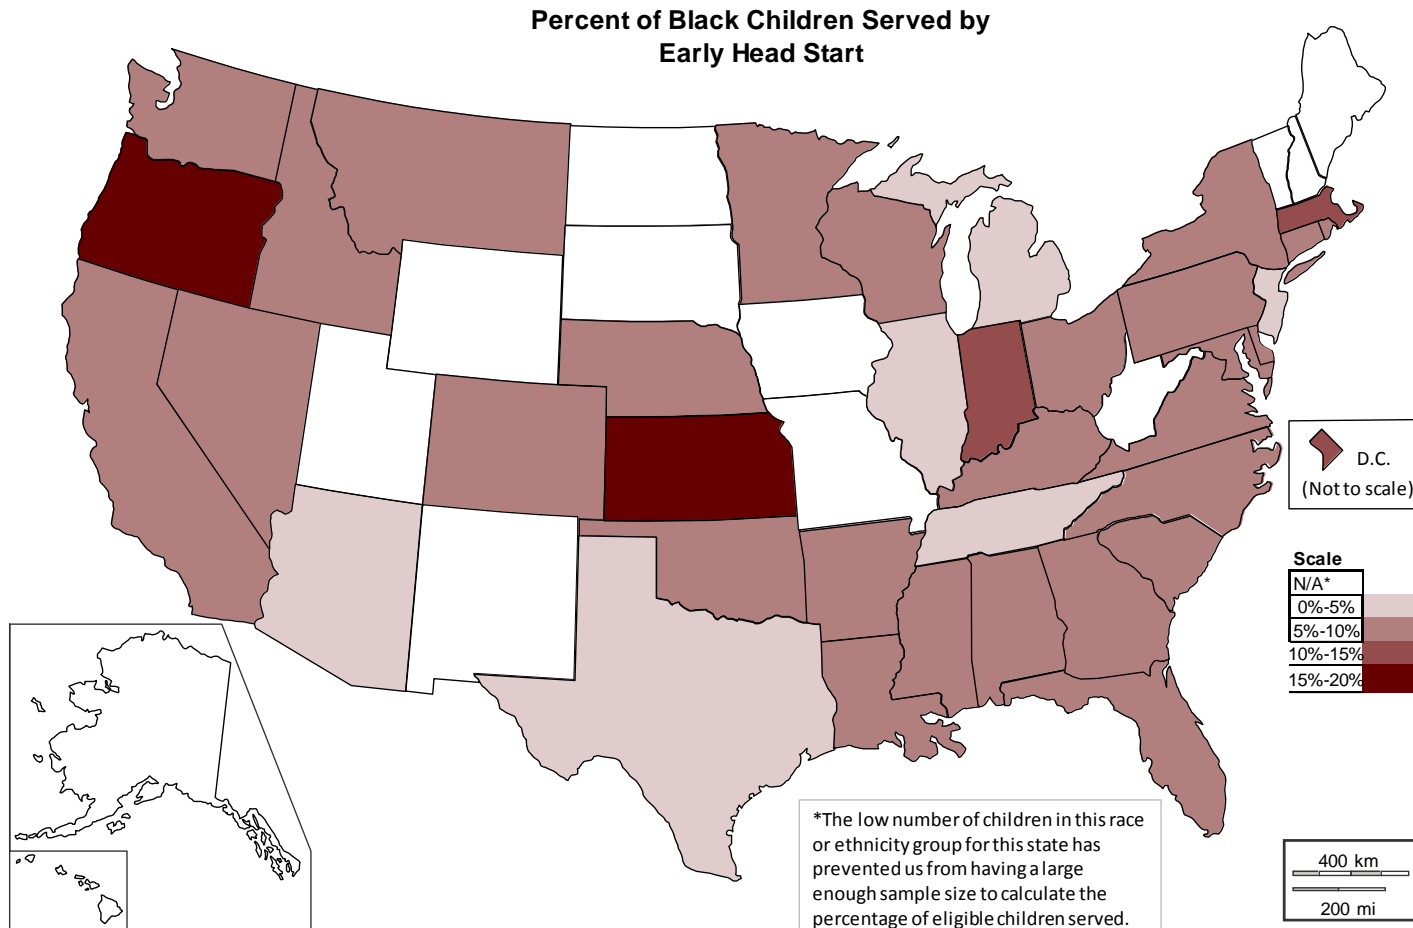 Percent of Black Children Served by
Early Head Start
D.C.
(Not to scale)
Scale
N/A*
0%-5%
5%-10%
10%-15%
15%-20%
*The low number of children in this race
or ethnicity group for this state has
prevented us from having a large
enough sample size to calculate the
percentage of eligible children served.
400 km
200 mi